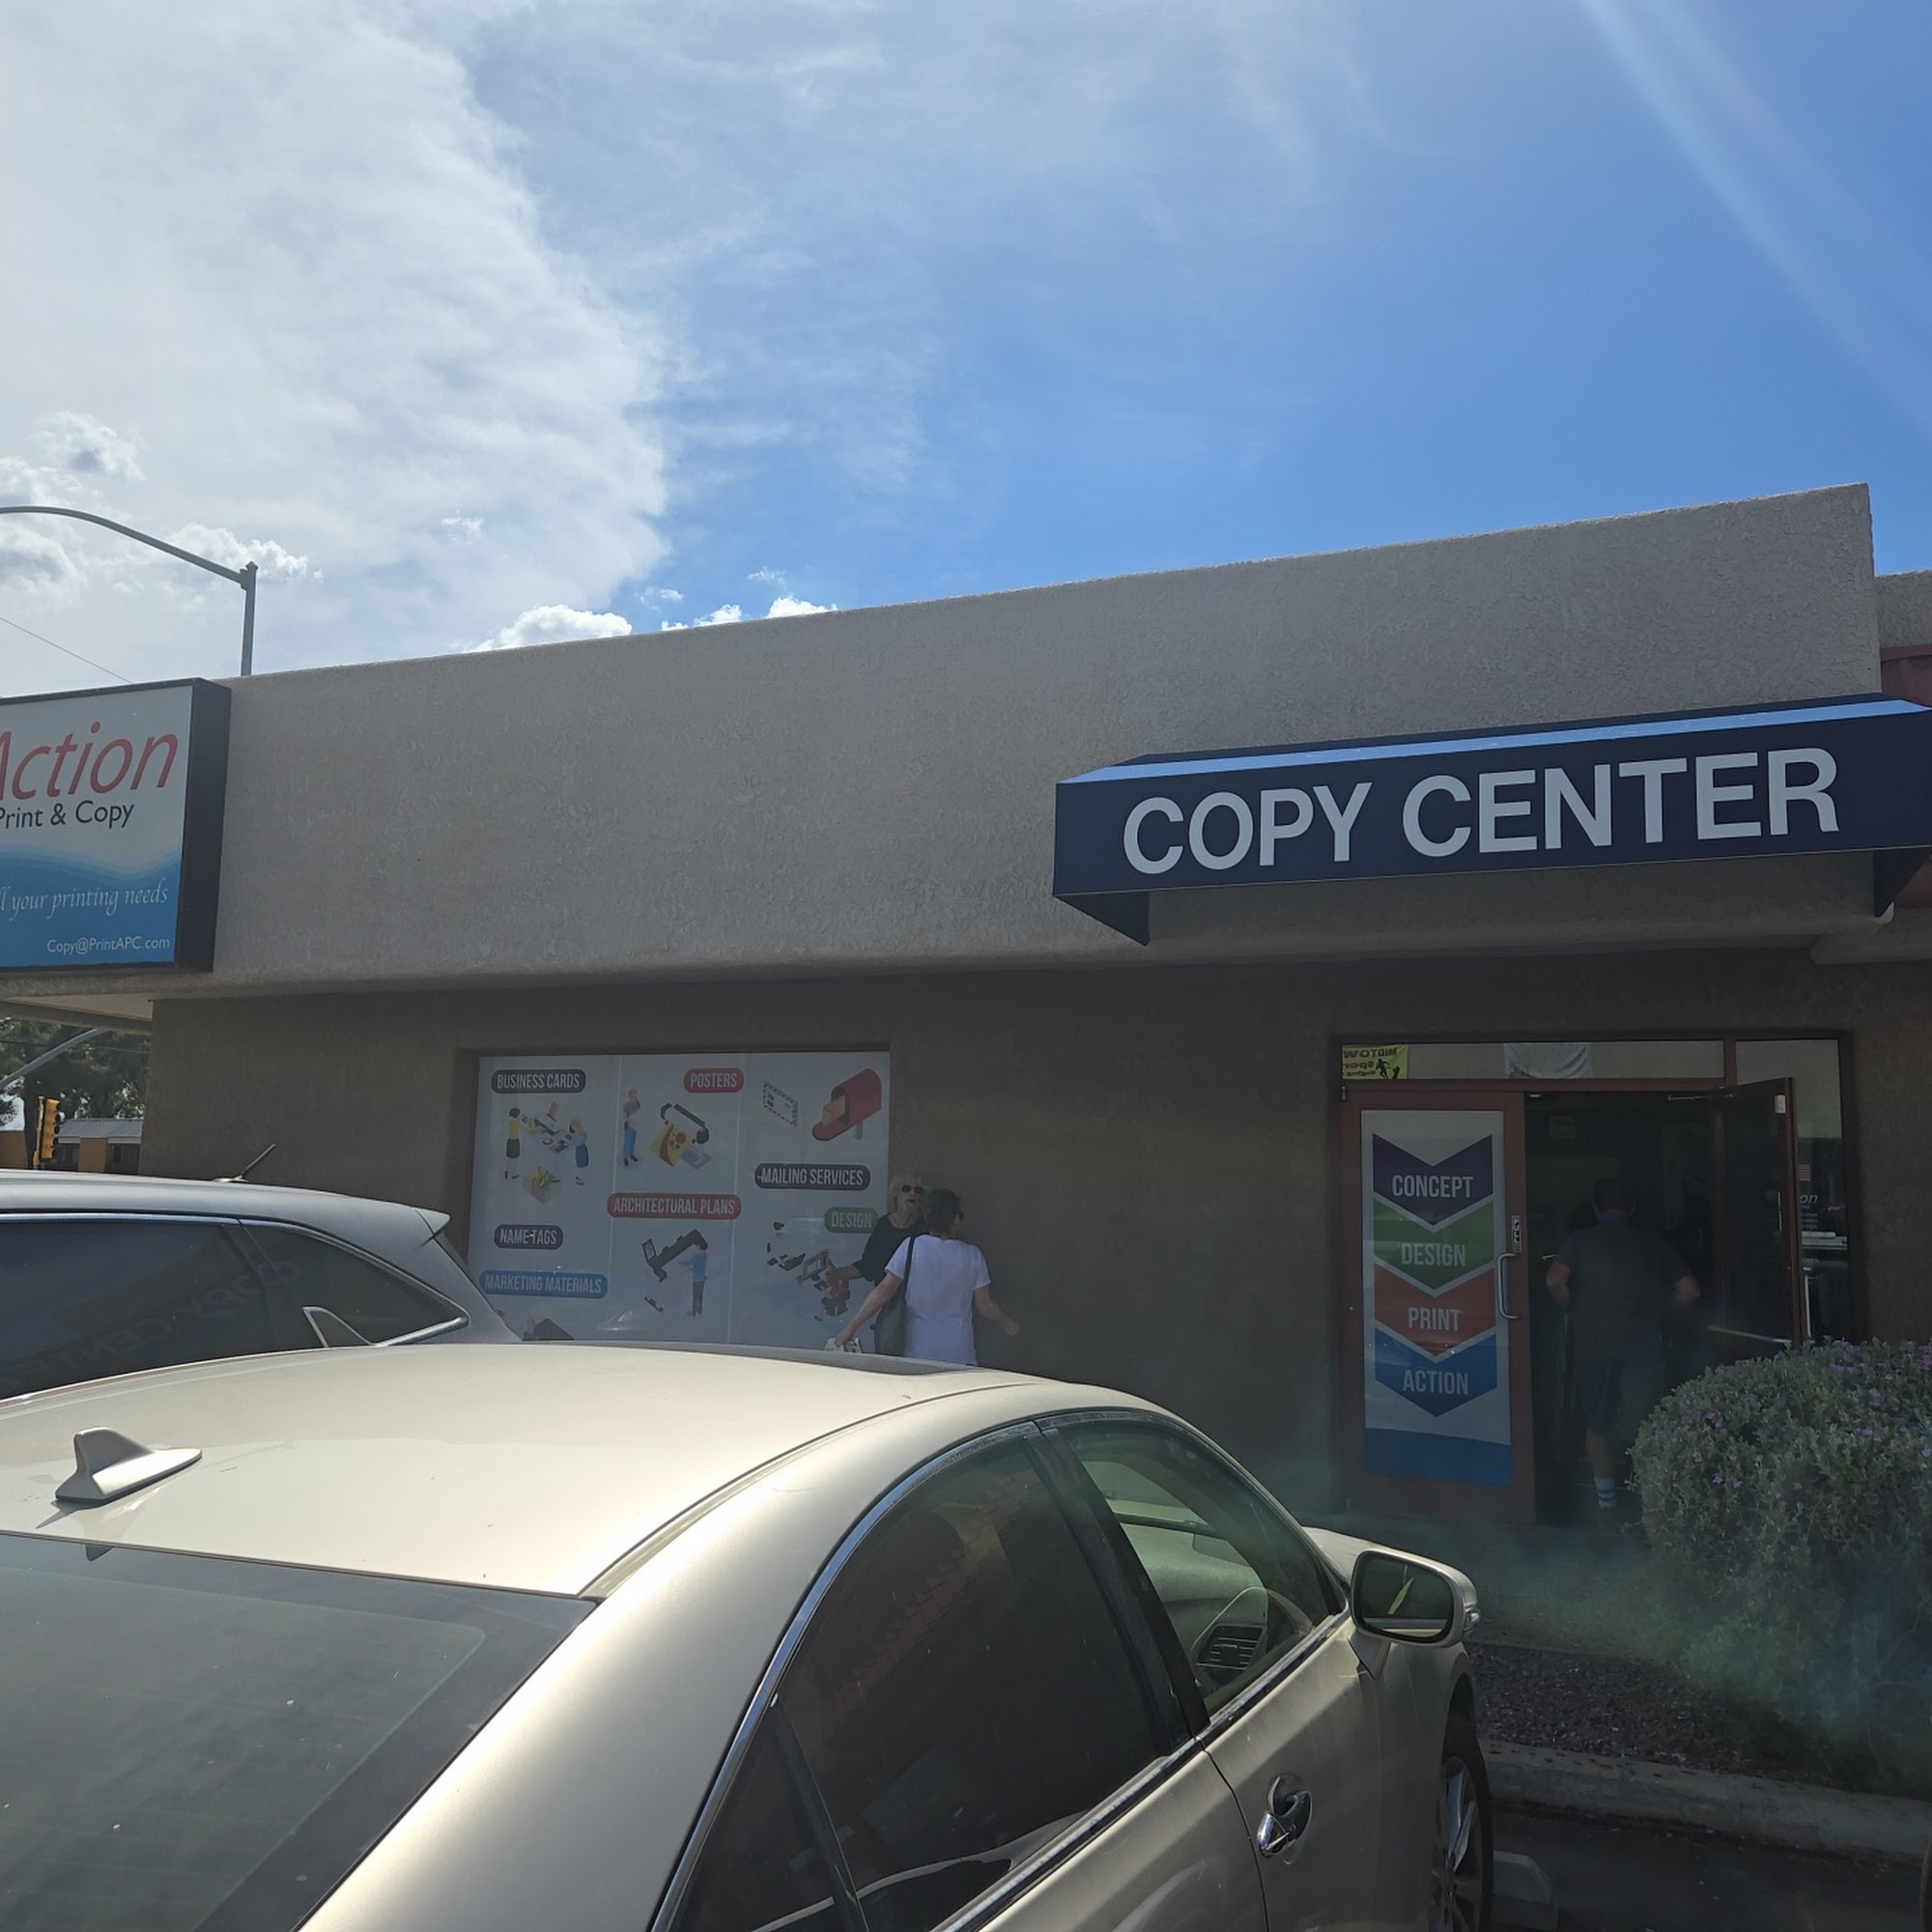 Action
Print & Copy
your printing needs
Copy@PrintAPC.com
COPY CENTER
BUSINESS CARDS
POSTERS
MAILING SERVICES
ARCHITECTURAL PLANS
DESIGN
NAME TAGS
MARKETING MATERIALS
MIDTOWN
CONCEPT
DESIGN
PRINT
ACTION